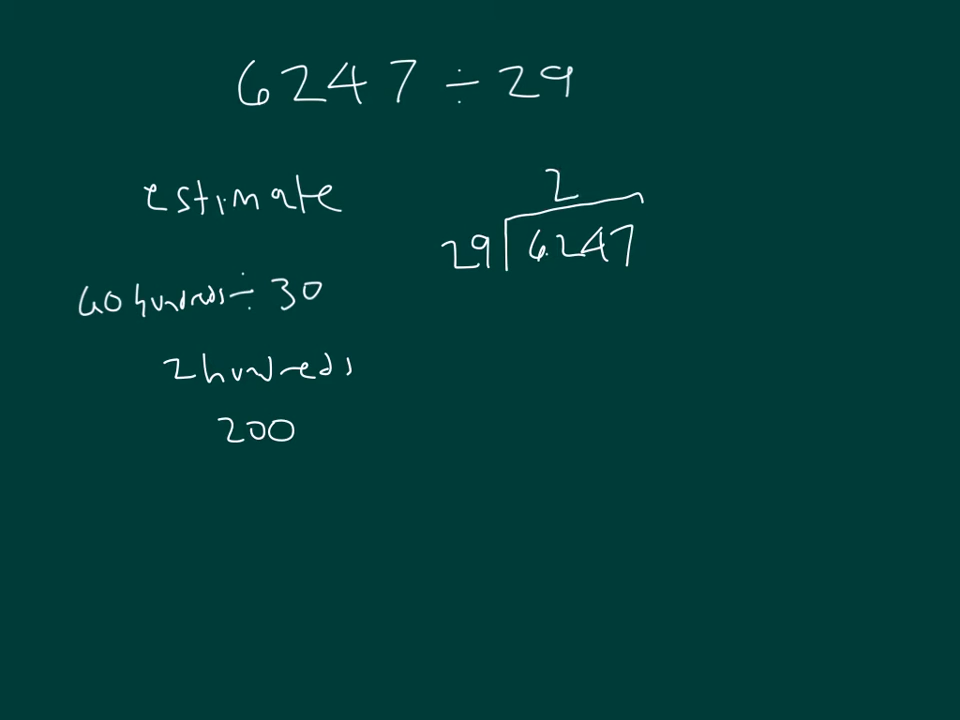 6247 ÷ 29
estimate
60 hundreds ÷ 30
2 hundreds
200
2
29 6247